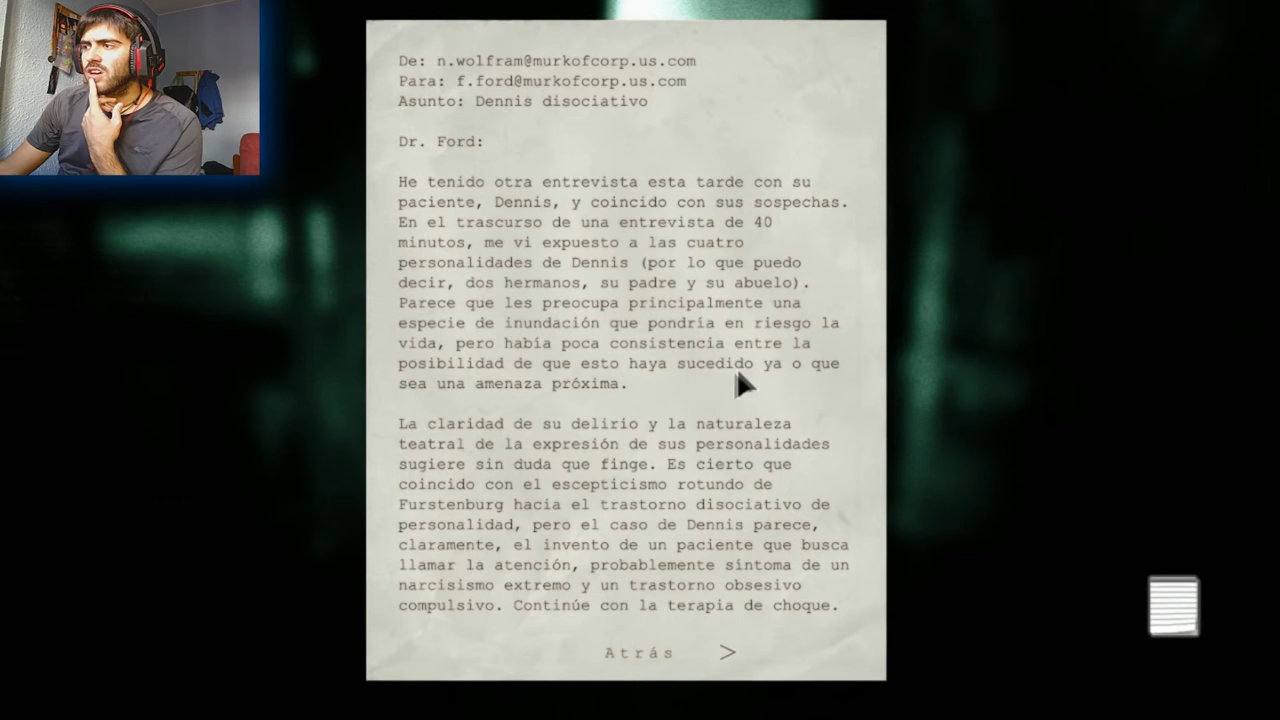 De: n.wolfram@murkofcorp.us.com
Para: f.ford@murkofcorp.us.com
Asunto: Dennis disociativo
Dr. Ford:
He tenido otra entrevista esta tarde con su
paciente, Dennis, y coincido con sus sospechas.
En el trascurso de una entrevista de 40
minutos, me vi expuesto a las cuatro
personalidades de Dennis (por lo que puedo
decir, dos hermanos, su padre y su abuelo).
Parece que les preocupa principalmente una
especie de inundación que pondría en riesgo la
vida, pero había poca consistencia entre la
posibilidad de que esto haya sucedido ya o que
sea una amenaza próxima.
La claridad de su delirio y la naturaleza
teatral de la expresión de sus personalidades
sugiere sin duda que finge. Es cierto que
coincido con el escepticismo rotundo de
Furstenburg hacia el trastorno disociativo de
personalidad, pero el caso de Dennis parece,
claramente, el invento de un paciente que busca
llamar la atención, probablemente síntoma de un
narcisismo extremo y un trastorno obsesivo
compulsivo. Continúe con la terapia de choque.
Atrás >